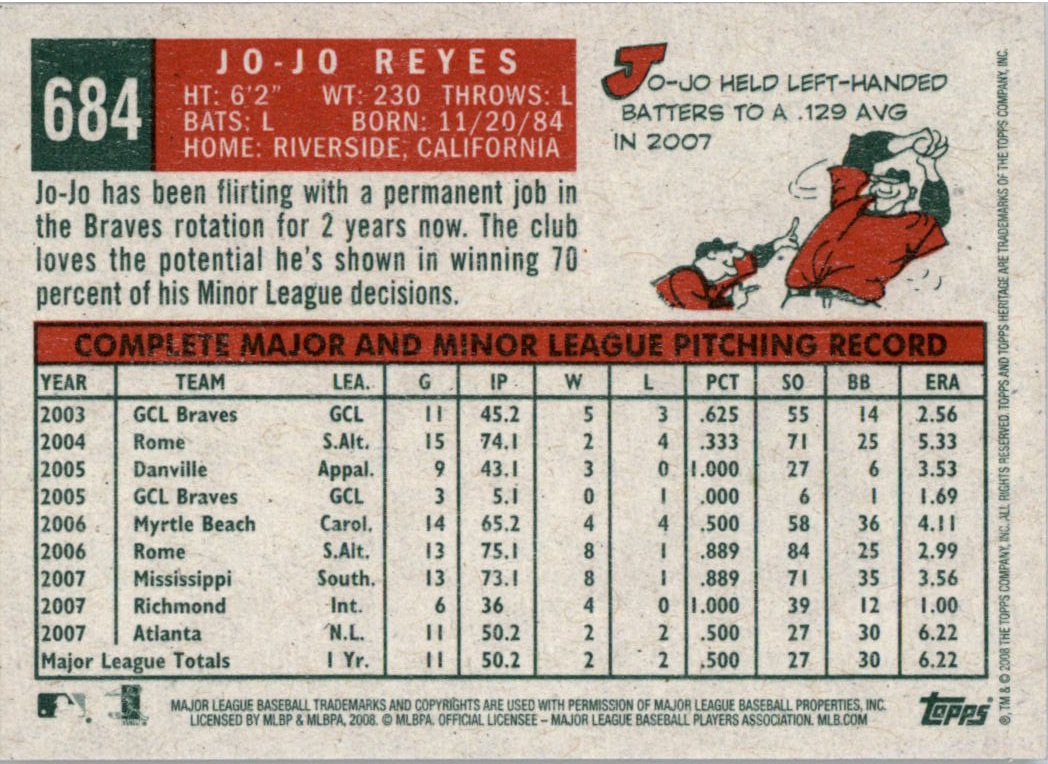 684
JO-JO REYES
HT: 6'2" WT: 230 THROWS: L
BATS: L BORN: 11/20/84
HOME: RIVERSIDE, CALIFORNIA
JO-JO HELD LEFT-HANDED
BATTERS TO A .129 AVG
IN 2007
Jo-Jo has been flirting with a permanent job in
the Braves rotation for 2 years now. The club
loves the potential he's shown in winning 70
percent of his Minor League decisions.
COMPLETE MAJOR AND MINOR LEAGUE PITCHING RECORD
YEAR TEAM LEA. G IP W L PCT SO BB ERA
2003 GCL Braves GCL 11 45.2 5 3 .625 55 14 2.56
2004 Rome S.Alt. 15 74.1 2 4 .333 71 25 5.33
2005 Danville Appal. 9 43.1 3 0 1.000 27 6 3.53
2005 GCL Braves GCL 3 5.1 0 1 .000 6 1 1.69
2006 Myrtle Beach Carol. 14 65.2 4 4 .500 58 36 4.11
2006 Rome S.Alt. 13 75.1 8 1 .889 84 25 2.99
2007 Mississippi South. 13 73.1 8 1 .889 71 35 3.56
2007 Richmond Int. 6 36 4 0 1.000 39 12 1.00
2007 Atlanta N.L. 11 50.2 2 2 .500 27 30 6.22
Major League Totals 1 Yr. 11 50.2 2 2 .500 27 30 6.22
MAJOR LEAGUE BASEBALL TRADEMARKS AND COPYRIGHTS ARE USED WITH PERMISSION OF MAJOR LEAGUE BASEBALL PROPERTIES, INC.
LICENSED BY MLBP & MLBPA, 2008. © MLBPA. OFFICIAL LICENSEE – MAJOR LEAGUE BASEBALL PLAYERS ASSOCIATION. MLB.COM
topps
®, TM & © 2008 THE TOPPS COMPANY, INC. ALL RIGHTS RESERVED. TOPPS AND TOPPS HERITAGE ARE TRADEMARKS OF THE TOPPS COMPANY, INC.